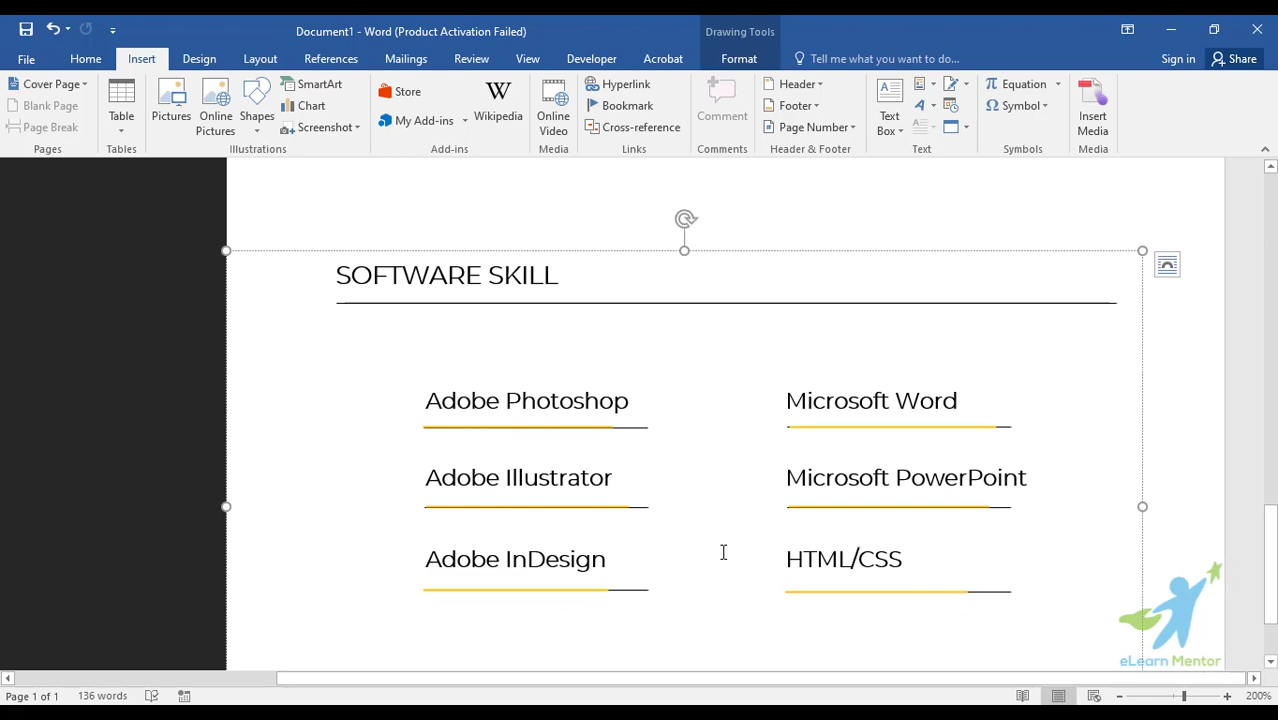 Document1 - Word (Product Activation Failed)
Drawing Tools
File Home Insert Design Layout References Mailings Review View Developer Acrobat Format Tell me what you want to do... Sign in Share
Cover Page
Blank Page
Page Break
Pages
Table
Tables
Pictures
Online Pictures
Shapes
SmartArt
Chart
Screenshot
Illustrations
Store
My Add-ins
Wikipedia
Add-ins
Online Video
Media
Hyperlink
Bookmark
Cross-reference
Links
Comment
Comments
Header
Footer
Page Number
Header & Footer
Text Box
Text
Equation
Symbol
Symbols
Insert Media
Media
SOFTWARE SKILL
Adobe Photoshop
Microsoft Word
Adobe Illustrator
Microsoft PowerPoint
Adobe InDesign
HTML/CSS
eLearn Mentor
Page 1 of 1 136 words 200%